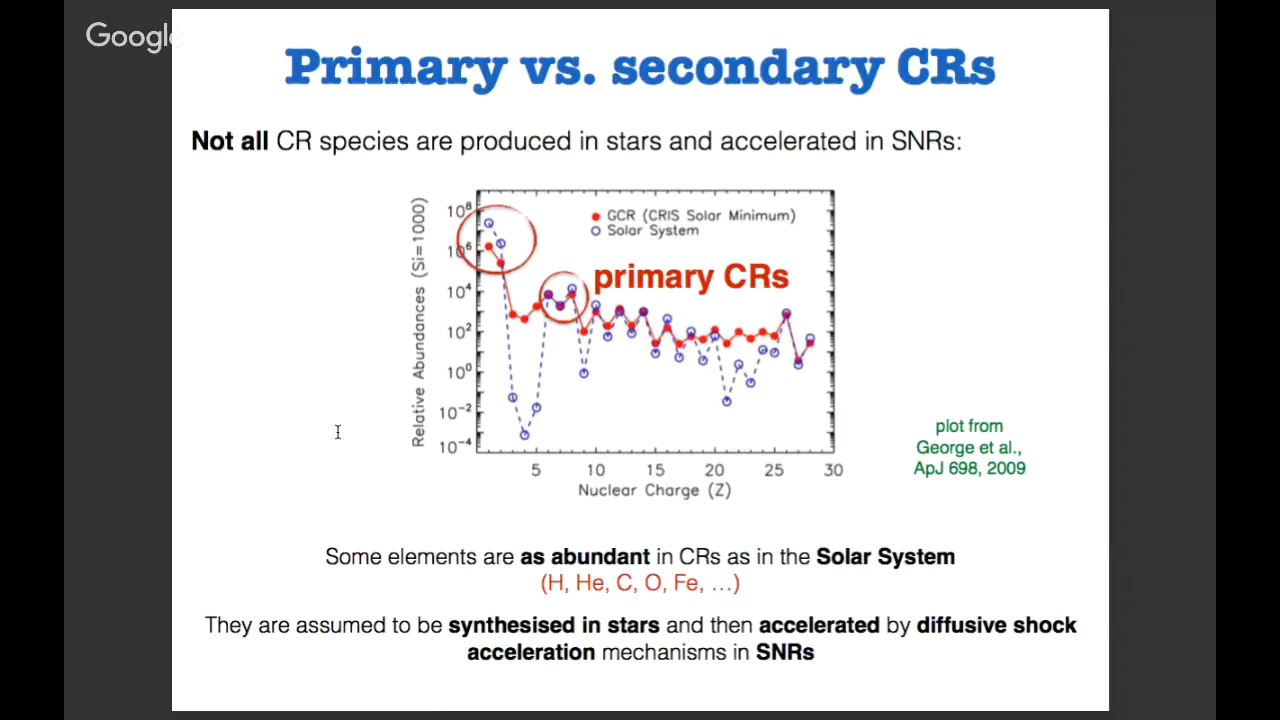 Google
Primary vs. secondary CRs
Not all CR species are produced in stars and accelerated in SNRs:
10⁸
10⁶
10⁴
10²
10⁰
10⁻²
10⁻⁴
Relative Abundances (Si=1000)
GCR (CRIS Solar Minimum)
Solar System
primary CRs
5 10 15 20 25 30
Nuclear Charge (Z)
plot from
George et al.,
ApJ 698, 2009
Some elements are as abundant in CRs as in the Solar System
(H, He, C, O, Fe, ...)
They are assumed to be synthesised in stars and then accelerated by diffusive shock
acceleration mechanisms in SNRs